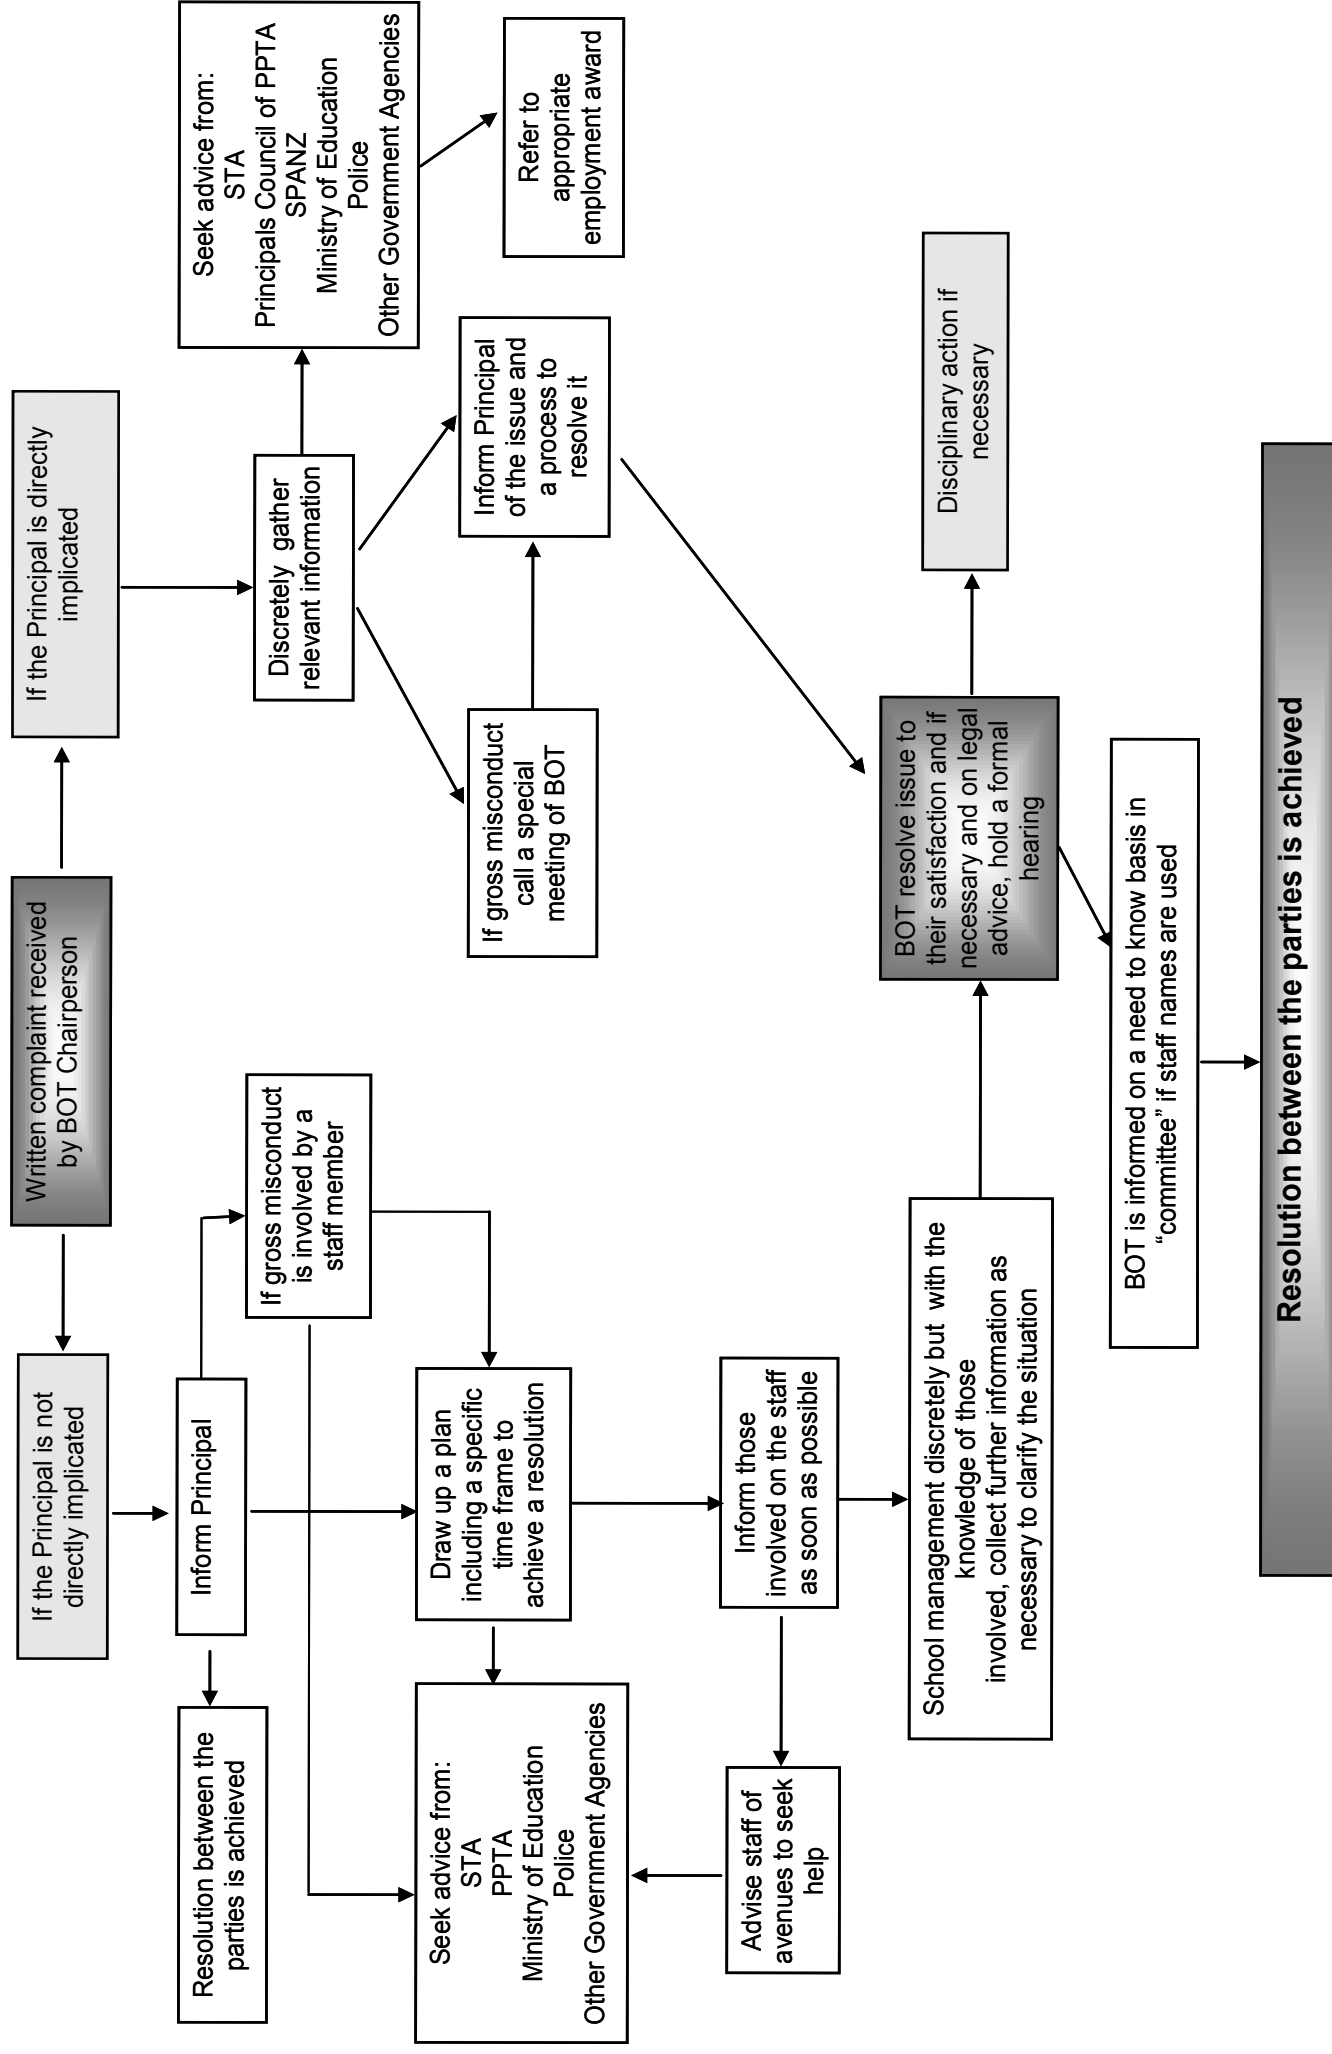 Written complaint received
by BOT Chairperson
If the Principal is not
directly implicated
If the Principal is directly
implicated
Resolution between the
parties is achieved
Inform Principal
If gross misconduct
is involved by a
staff member
Discretely gather
relevant information
Seek advice from:
STA
Principals Council of PPTA
SPANZ
Ministry of Education
Police
Other Government Agencies
Seek advice from:
STA
PPTA
Ministry of Education
Police
Other Government Agencies
Draw up a plan
including a specific
time frame to
achieve a resolution
If gross misconduct
call a special
meeting of BOT
Inform Principal
of the issue and
a process to
resolve it
Refer to
appropriate
employment award
Advise staff of
avenues to seek
help
Inform those
involved on the staff
as soon as possible
School management discretely but with the
knowledge of those
involved, collect further information as
necessary to clarify the situation
BOT resolve issue to
their satisfaction and if
necessary and on legal
advice, hold a formal
hearing
Disciplinary action if
necessary
BOT is informed on a need to know basis in
“committee” if staff names are used
Resolution between the parties is achieved